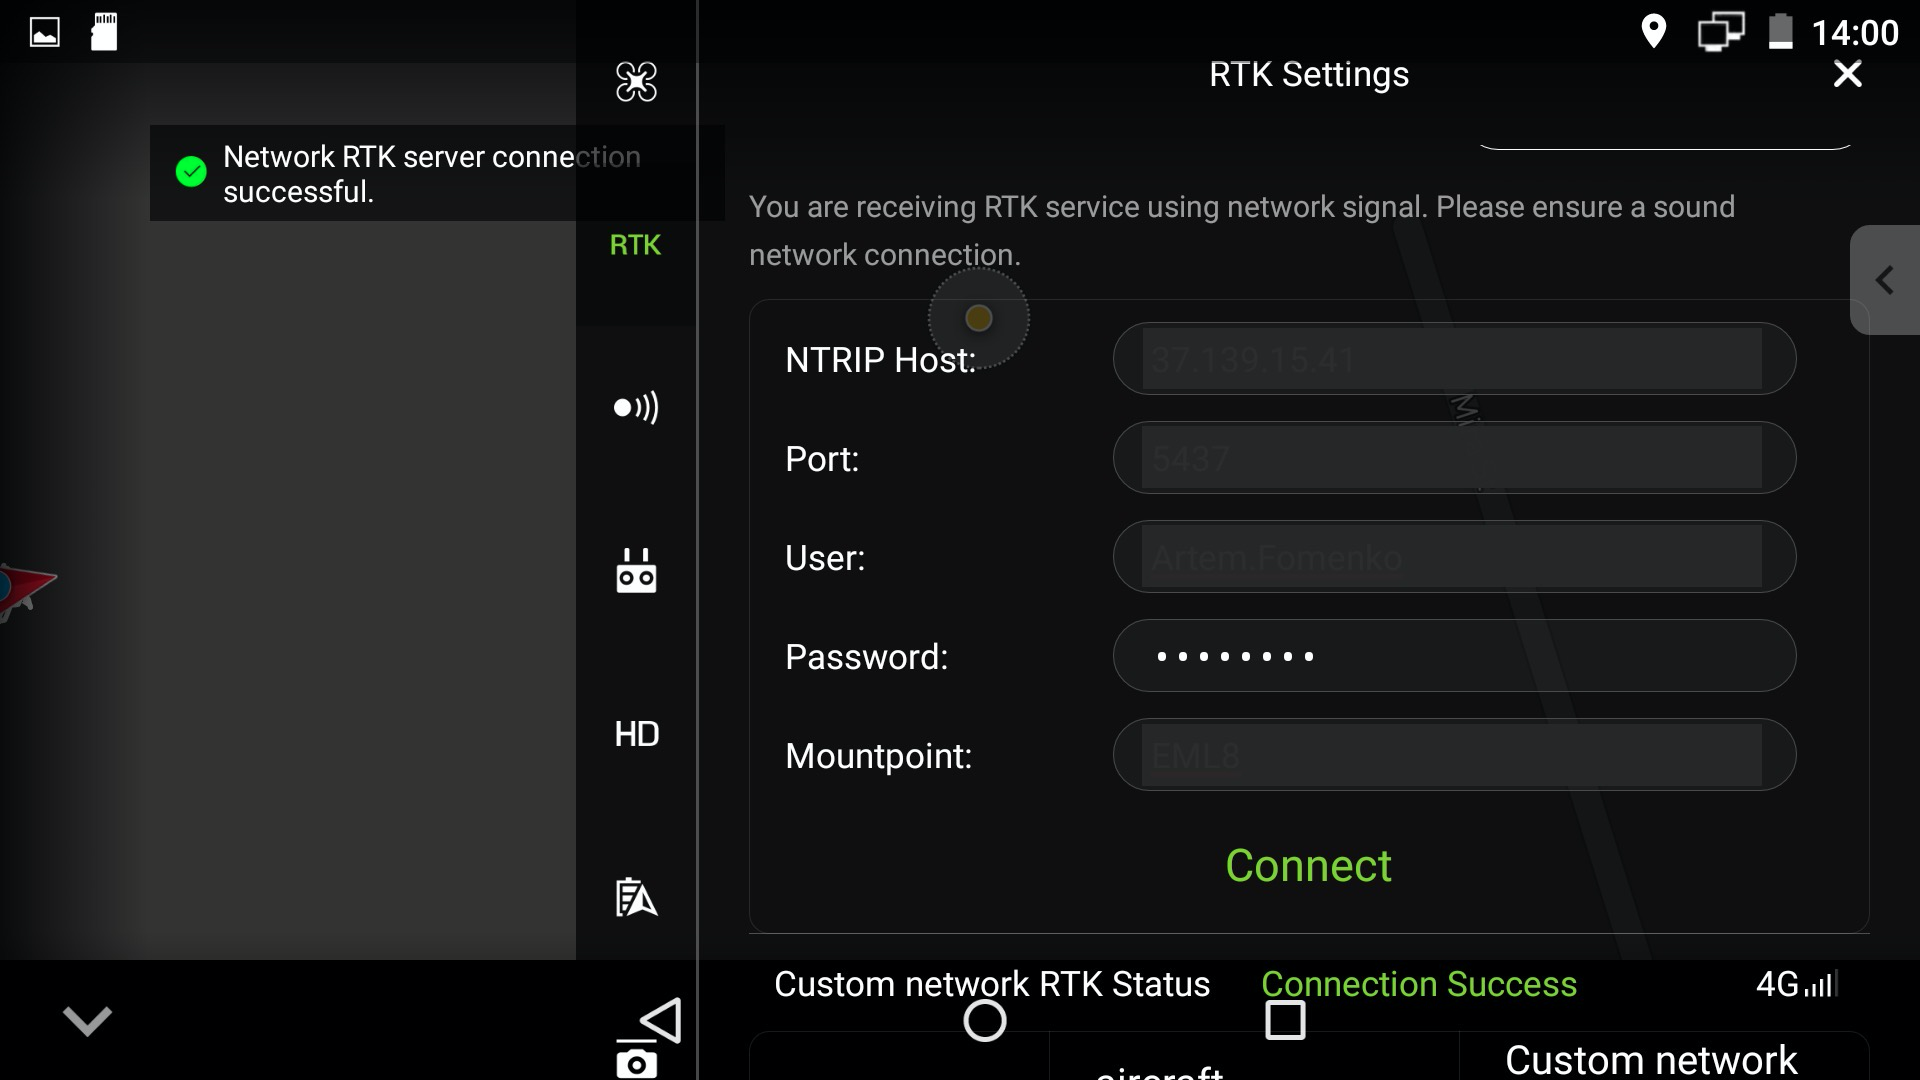 14:00
RTK Settings
Network RTK server connection
successful.
You are receiving RTK service using network signal. Please ensure a sound
network connection.
RTK
NTRIP Host:
37.139.15.41
Port:
5437
User:
Artem.Fomenko
Password:
••••••••
HD
Mountpoint:
EML8
Connect
Custom network RTK Status
Connection Success
4G
aircraft
Custom network